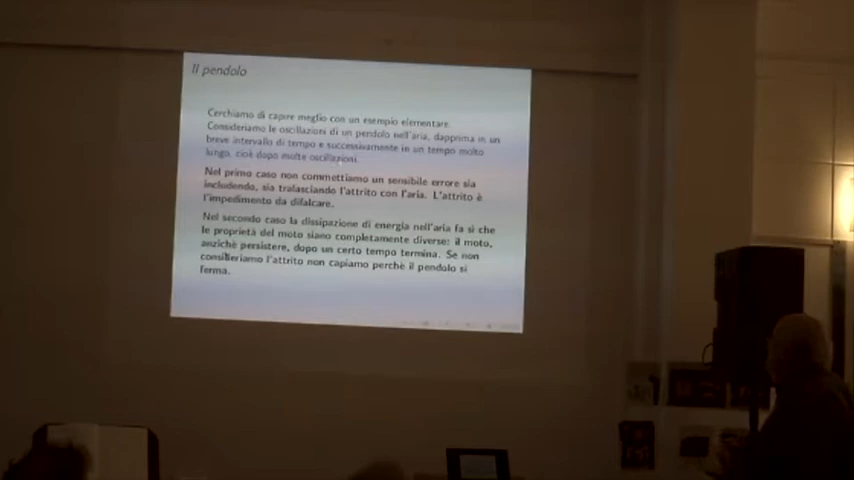 Il pendolo
Cerchiamo di capire meglio con un esempio elementare.
Consideriamo le oscillazioni di un pendolo nell'aria, dapprima in un
breve intervallo di tempo e successivamente in un tempo molto
lungo, cioè dopo molte oscillazioni.
Nel primo caso non commettiamo un sensibile errore sia
includendo, sia tralasciando l'attrito con l'aria. L'attrito è
l'impedimento da difalcare.
Nel secondo caso la dissipazione di energia nell'aria fa sì che
le proprietà del moto siano completamente diverse: il moto,
anzichè persistere, dopo un certo tempo termina. Se non
consideriamo l'attrito non capiamo perchè il pendolo si
ferma.